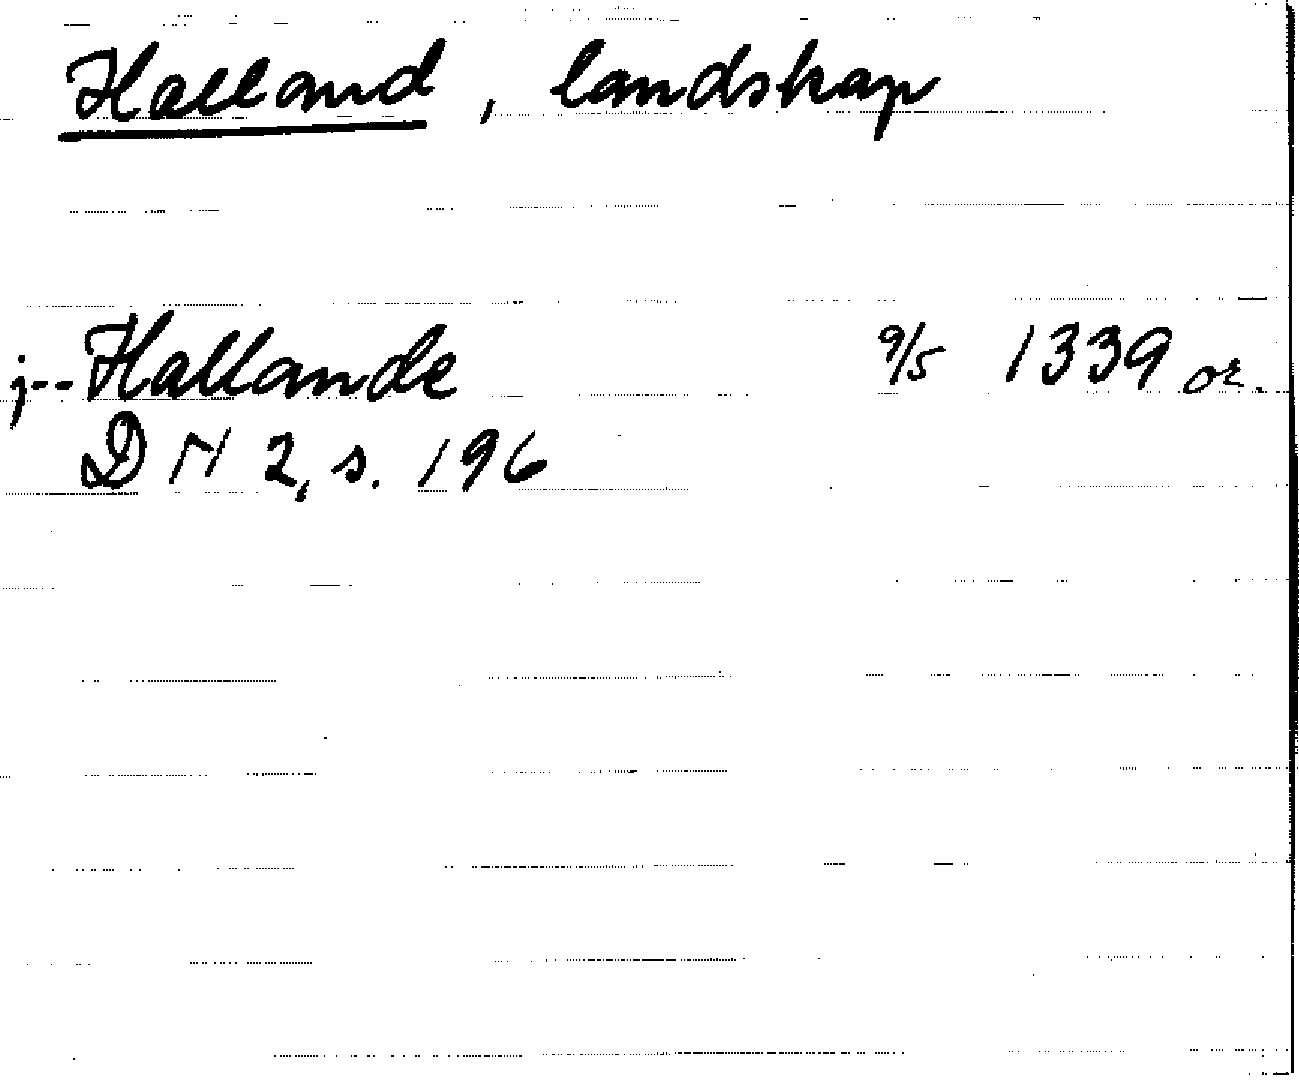 Halland, landskap
j-- Hallande 9/5 1339 or.
DN 2, s. 196